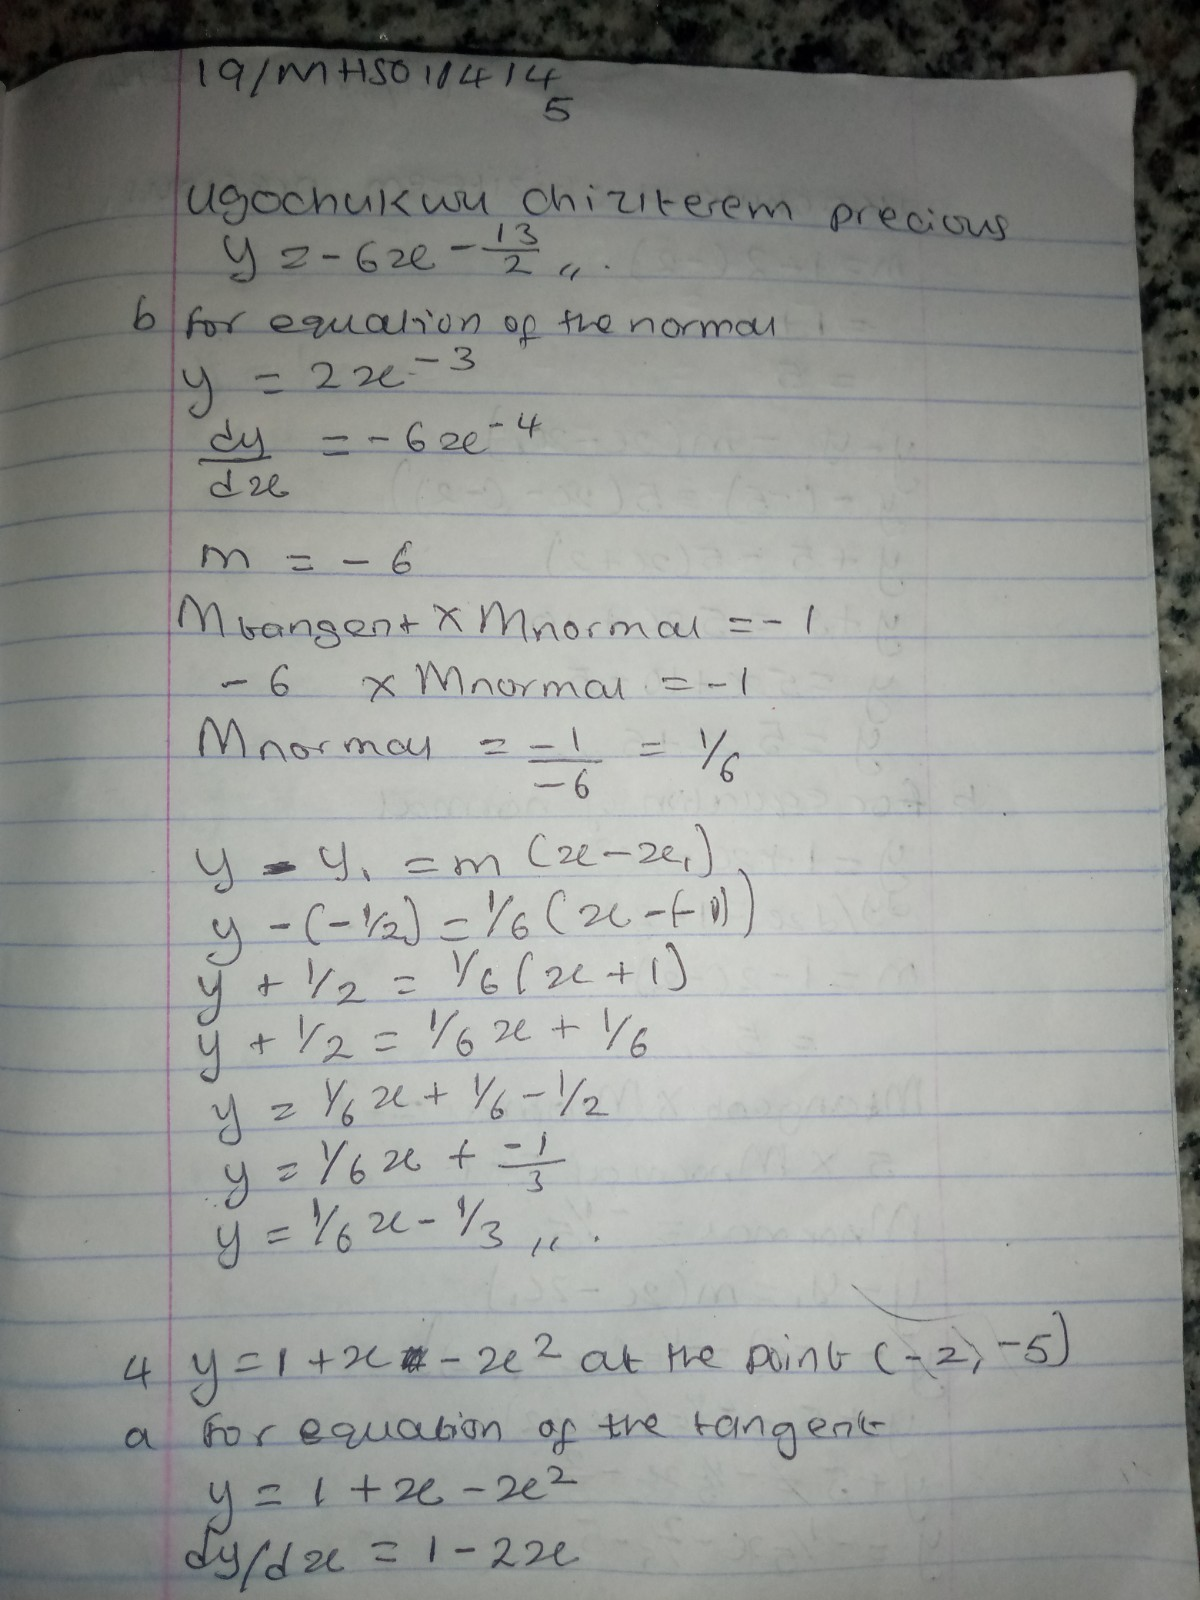 19/MHS01/414
5
Ugochukwu chiziterem precious
y = -6x - 13/2 ,, .
b for equation of the normal
y = 2x^-3
dy/dx = -6x^-4
m = -6
Mtangent × Mnormal = -1
-6 × Mnormal = -1
Mnormal = -1/-6 = 1/6
y - y₁ = m (x - x₁)
y - (-1/2) = 1/6 (x - (-1))
y + 1/2 = 1/6 (x + 1)
y + 1/2 = 1/6 x + 1/6
y = 1/6 x + 1/6 - 1/2
y = 1/6 x + -1/3
y = 1/6 x - 1/3 ,, .
4 y = 1 + x - x² at the point (-2, -5)
a for equation of the tangent
y = 1 + x - x²
dy/dx = 1 - 2x